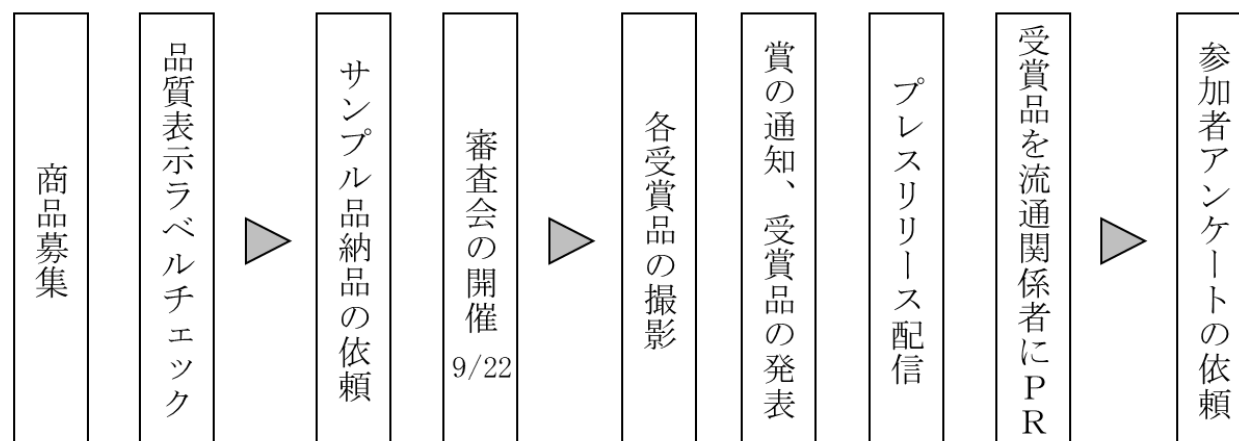 商品募集
品質表示ラベルチェック
サンプル品納品の依頼
審査会の開催 9/22
各受賞品の撮影
賞の通知、受賞品の発表
プレスリリース配信
受賞品を流通関係者にＰＲ
参加者アンケートの依頼